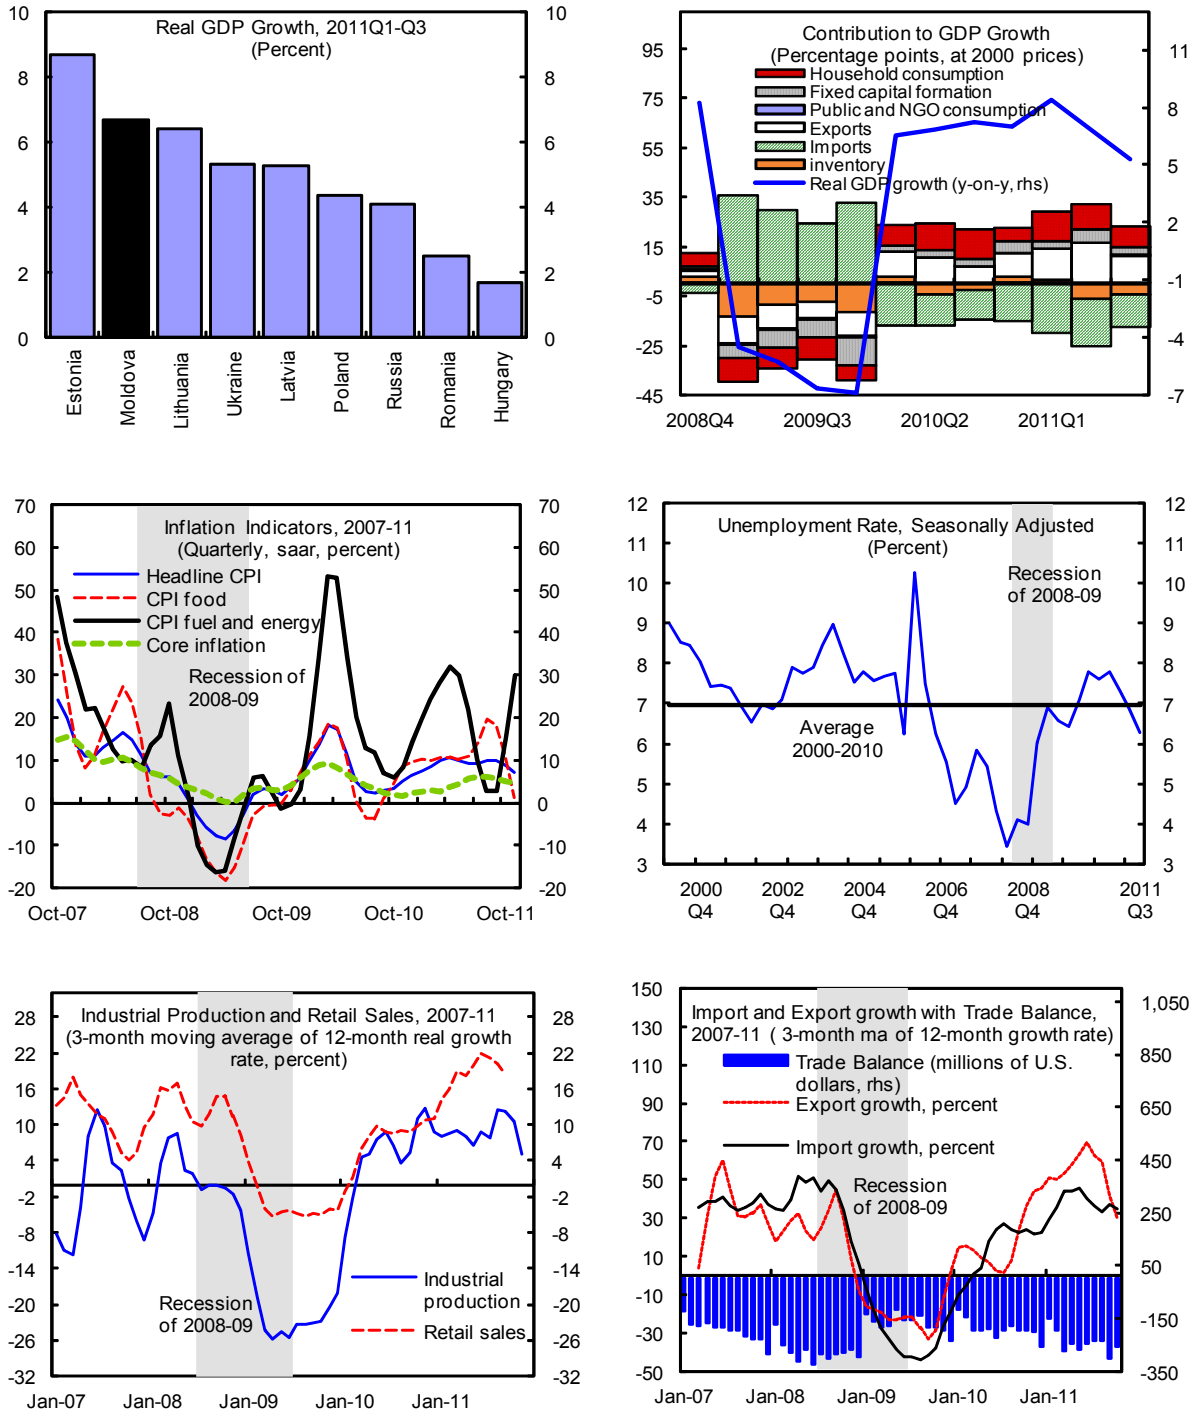 Real GDP Growth, 2011Q1-Q3
(Percent)
10
8
6
4
2
0
10
8
6
4
2
0
Estonia
Moldova
Lithuania
Ukraine
Latvia
Poland
Russia
Romania
Hungary
Contribution to GDP Growth
(Percentage points, at 2000 prices)
Household consumption
Fixed capital formation
Public and NGO consumption
Exports
Imports
inventory
Real GDP growth (y-on-y, rhs)
95
75
55
35
15
-5
-25
-45
11
8
5
2
-1
-4
-7
2008Q4
2009Q3
2010Q2
2011Q1
Inflation Indicators, 2007-11
(Quarterly, saar, percent)
Headline CPI
CPI food
CPI fuel and energy
Core inflation
Recession of
2008-09
70
60
50
40
30
20
10
0
-10
-20
70
60
50
40
30
20
10
0
-10
-20
Oct-07
Oct-08
Oct-09
Oct-10
Oct-11
Unemployment Rate, Seasonally Adjusted
(Percent)
Recession
of 2008-09
Average
2000-2010
12
11
10
9
8
7
6
5
4
3
12
11
10
9
8
7
6
5
4
3
2000
Q4
2002
Q4
2004
Q4
2006
Q4
2008
Q4
2011
Q3
Industrial Production and Retail Sales, 2007-11
(3-month moving average of 12-month real growth
rate, percent)
Recession
of 2008-09
Industrial
production
Retail sales
28
22
16
10
4
-2
-8
-14
-20
-26
-32
28
22
16
10
4
-2
-8
-14
-20
-26
-32
Jan-07
Jan-08
Jan-09
Jan-10
Jan-11
Import and Export growth with Trade Balance,
2007-11 ( 3-month ma of 12-month growth rate)
Trade Balance (millions of U.S.
dollars, rhs)
Export growth, percent
Import growth, percent
Recession
of 2008-09
150
130
110
90
70
50
30
10
-10
-30
-50
1,050
850
650
450
250
50
-150
-350
Jan-07
Jan-08
Jan-09
Jan-10
Jan-11